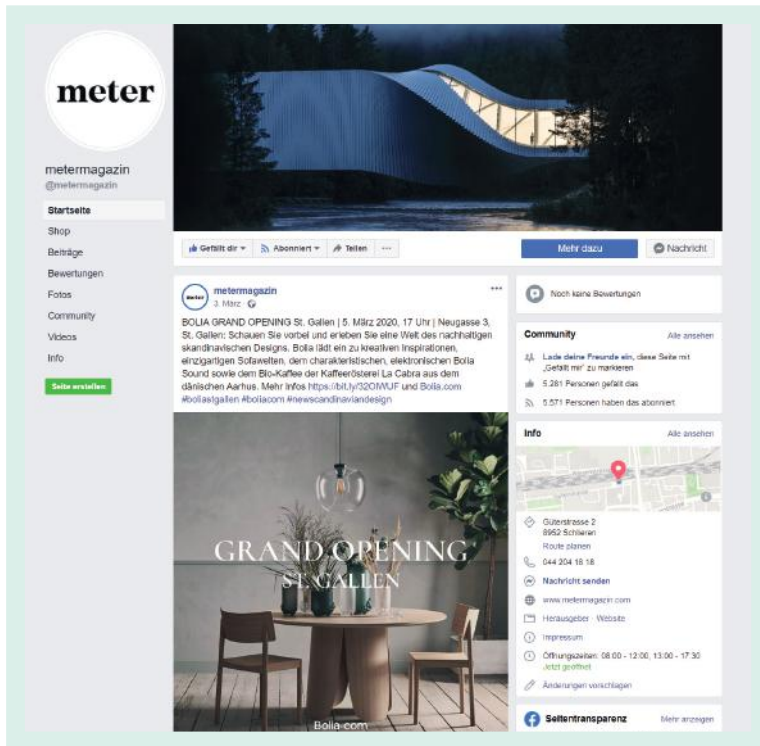 meter
metermagazin
@metermagazin
Startseite
Shop
Beiträge
Bewertungen
Fotos
Community
Videos
Info
Seite erstellen
Gefällt dir
Abonniert
Teilen
...
Mehr dazu
Nachricht
meter
metermagazin
3. März
BOLIA GRAND OPENING St. Gallen | 5. März 2020, 17 Uhr | Neugasse 3,
St. Gallen: Schauen Sie vorbei und erleben Sie eine Welt des nachhaltigen
skandinavischen Designs. Bolia lädt ein zu kreativen Inspirationen,
einzigartigen Sofawelten, dem charakteristischen, elektronischen Bolia
Sound sowie dem Bio-Kaffee der Kaffeerösterei La Cabra aus dem
dänischen Aarhus. Mehr Infos https://bit.ly/32OIWUF und Bolia.com
#boliastgallen #boliacom #newscandinaviandesign
GRAND OPENING
ST. GALLEN
Bolia.com
Noch keine Bewertungen
Community
Alle ansehen
Lade deine Freunde ein, diese Seite mit
„Gefällt mir“ zu markieren
5.281 Personen gefällt das
5.571 Personen haben das abonniert
Info
Alle ansehen
Güterstrasse 2
8952 Schlieren
Route planen
044 204 18 18
Nachricht senden
www.metermagazin.com
Herausgeber · Website
Impressum
Öffnungszeiten: 08:00 - 12:00, 13:00 - 17:30
Jetzt geöffnet
Änderungen vorschlagen
Seitentransparenz
Mehr anzeigen